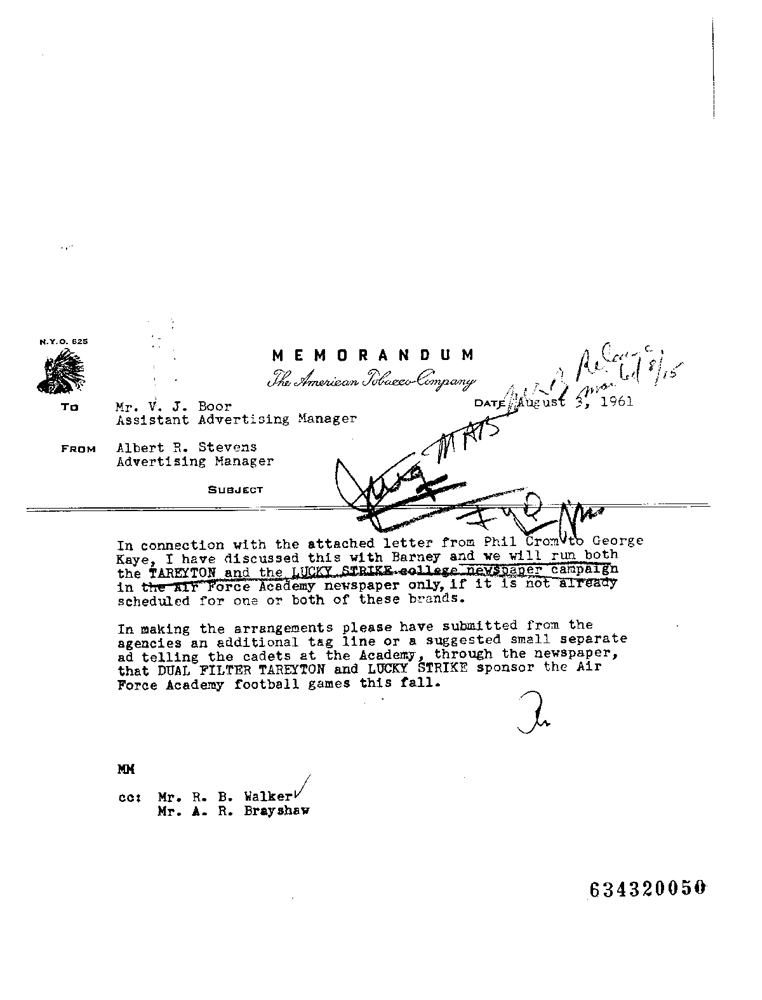 N.Y.O. 625
MEMORANDUM
The American Tobacco Company
TO Mr. V. J. Boor DATE August 3, 1961
Assistant Advertising Manager
FROM Albert R. Stevens
Advertising Manager
SUBJECT
MAB
FYO
8/15
In connection with the attached letter from Phil Crom to George
Kaye, I have discussed this with Barney and we will run both
the TAREYTON and the LUCKY STRIKE college newspaper campaign
in the Air Force Academy newspaper only, if it is not already
scheduled for one or both of these brands.
In making the arrangements please have submitted from the
agencies an additional tag line or a suggested small separate
ad telling the cadets at the Academy, through the newspaper,
that DUAL FILTER TAREYTON and LUCKY STRIKE sponsor the Air
Force Academy football games this fall.
MM
cc: Mr. R. B. Walker
Mr. A. R. Brayshaw
634320050